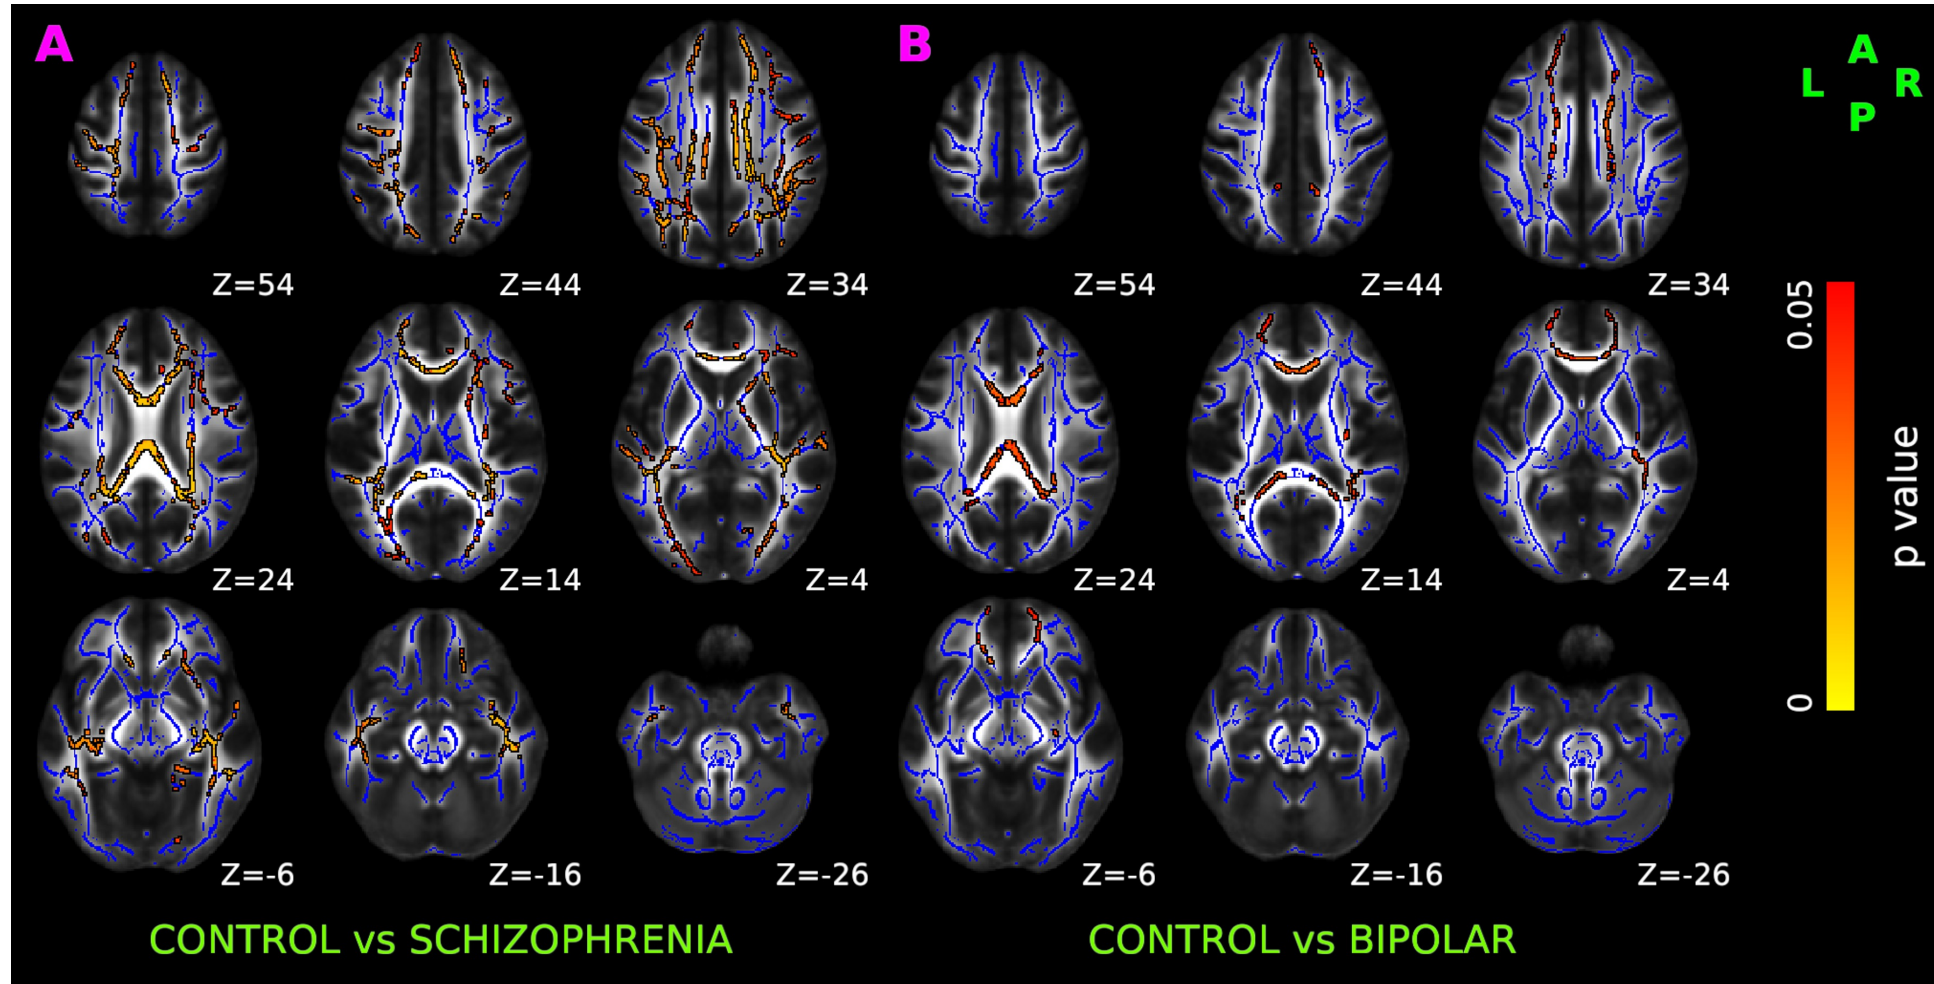 A
B
A
L R
P
Z=54 Z=44 Z=34 Z=54 Z=44 Z=34
0.05
Z=24 Z=14 Z=4 Z=24 Z=14 Z=4
p value
0
Z=-6 Z=-16 Z=-26 Z=-6 Z=-16 Z=-26
CONTROL vs SCHIZOPHRENIA
CONTROL vs BIPOLAR